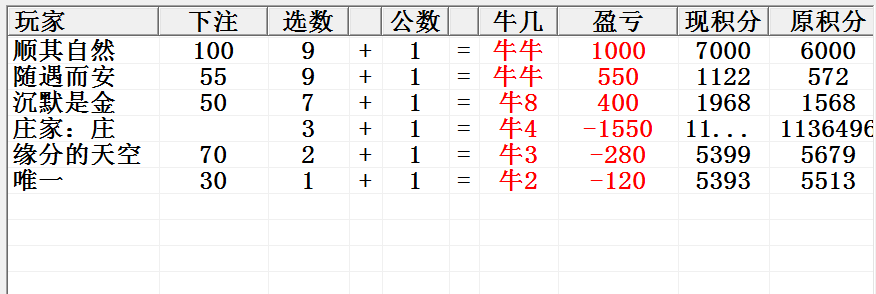 玩家 下注 选数 公数 牛几 盈亏 现积分 原积分
顺其自然 100 9 + 1 = 牛牛 1000 7000 6000
随遇而安 55 9 + 1 = 牛牛 550 1122 572
沉默是金 50 7 + 1 = 牛8 400 1968 1568
庄家: 庄 3 + 1 = 牛4 -1550 11... 1136496
缘分的天空 70 2 + 1 = 牛3 -280 5399 5679
唯一 30 1 + 1 = 牛2 -120 5393 5513